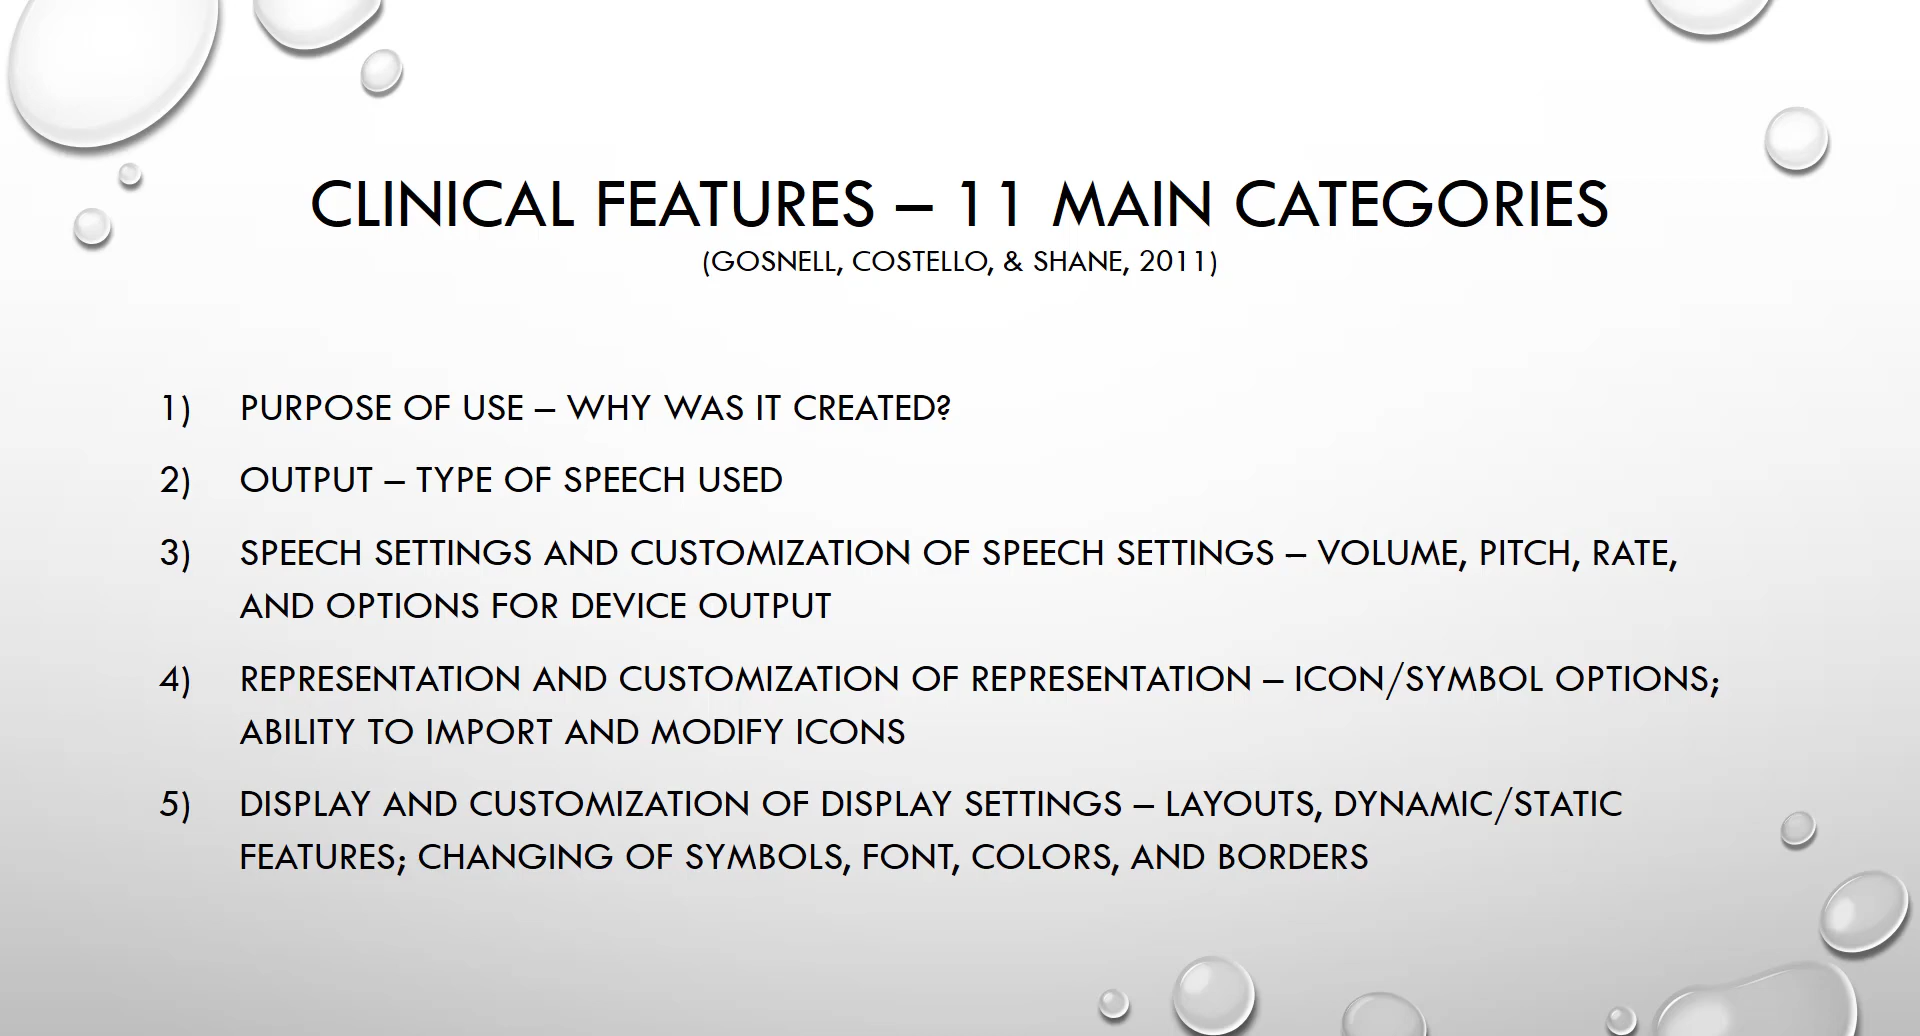 CLINICAL FEATURES – 11 MAIN CATEGORIES
(GOSNELL, COSTELLO, & SHANE, 2011)
1) PURPOSE OF USE – WHY WAS IT CREATED?
2) OUTPUT – TYPE OF SPEECH USED
3) SPEECH SETTINGS AND CUSTOMIZATION OF SPEECH SETTINGS – VOLUME, PITCH, RATE,
AND OPTIONS FOR DEVICE OUTPUT
4) REPRESENTATION AND CUSTOMIZATION OF REPRESENTATION – ICON/SYMBOL OPTIONS;
ABILITY TO IMPORT AND MODIFY ICONS
5) DISPLAY AND CUSTOMIZATION OF DISPLAY SETTINGS – LAYOUTS, DYNAMIC/STATIC
FEATURES; CHANGING OF SYMBOLS, FONT, COLORS, AND BORDERS